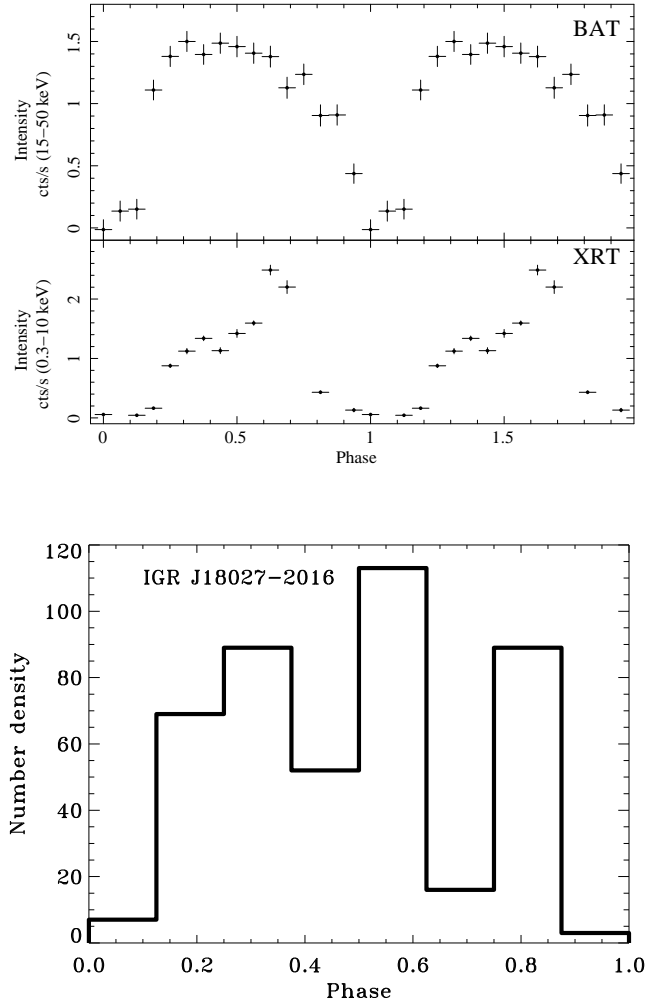 BAT
Intensity
cts/s (15−50 keV)
1.5
1
0.5
0
XRT
Intensity
cts/s (0.3−10 keV)
2
1
0
0 0.5 1 1.5
Phase
IGR J18027−2016
Number density
120
100
80
60
40
20
0
0.0 0.2 0.4 0.6 0.8 1.0
Phase